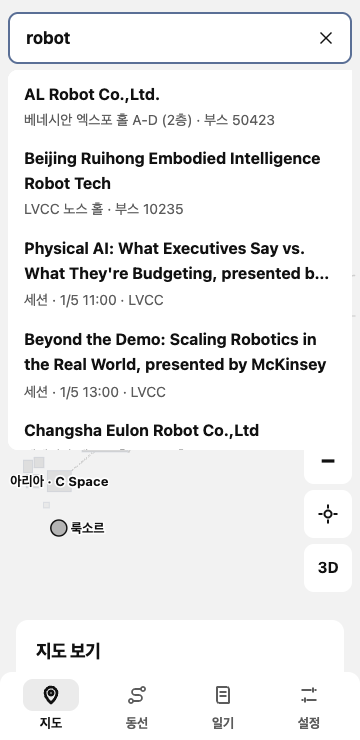 robot
AL Robot Co.,Ltd.
베네시안 엑스포 홀 A-D (2층) · 부스 50423
Beijing Ruihong Embodied Intelligence
Robot Tech
LVCC 노스 홀 · 부스 10235
Physical AI: What Executives Say vs.
What They're Budgeting, presented b...
세션 · 1/5 11:00 · LVCC
Beyond the Demo: Scaling Robotics in
the Real World, presented by McKinsey
세션 · 1/5 13:00 · LVCC
Changsha Eulon Robot Co.,Ltd
아리아 · C Space
룩소르
3D
지도 보기
지도
동선
일기
설정